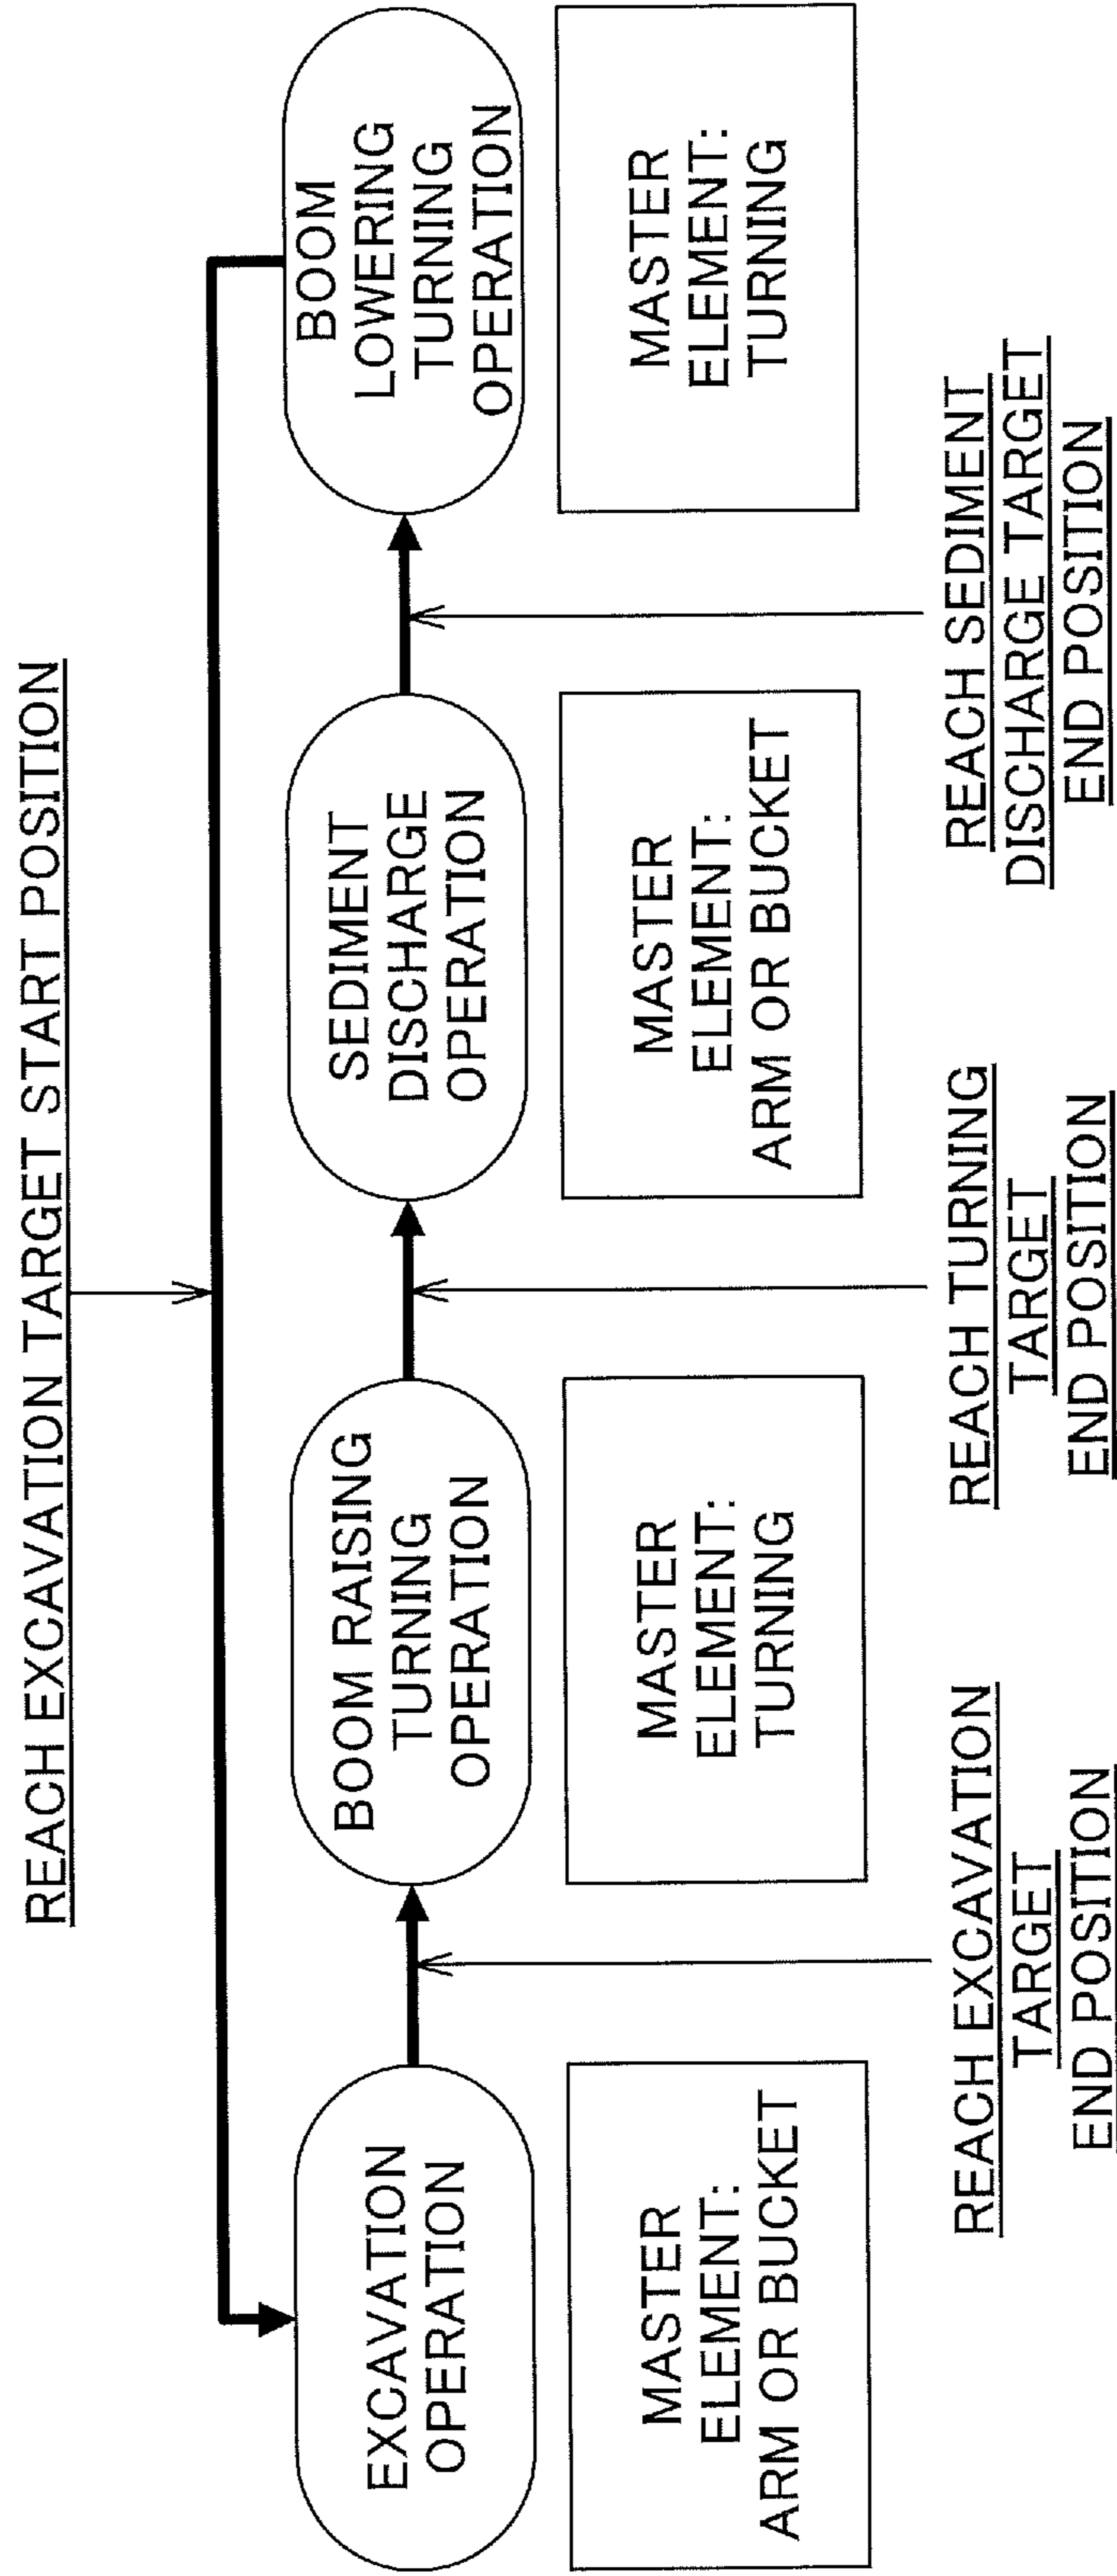 REACH EXCAVATION TARGET START POSITION
EXCAVATION
OPERATION
BOOM RAISING
TURNING
OPERATION
SEDIMENT
DISCHARGE
OPERATION
BOOM
LOWERING
TURNING
OPERATION
MASTER
ELEMENT:
ARM OR BUCKET
MASTER
ELEMENT:
TURNING
MASTER
ELEMENT:
ARM OR BUCKET
MASTER
ELEMENT:
TURNING
REACH EXCAVATION
TARGET
END POSITION
REACH TURNING
TARGET
END POSITION
REACH SEDIMENT
DISCHARGE TARGET
END POSITION